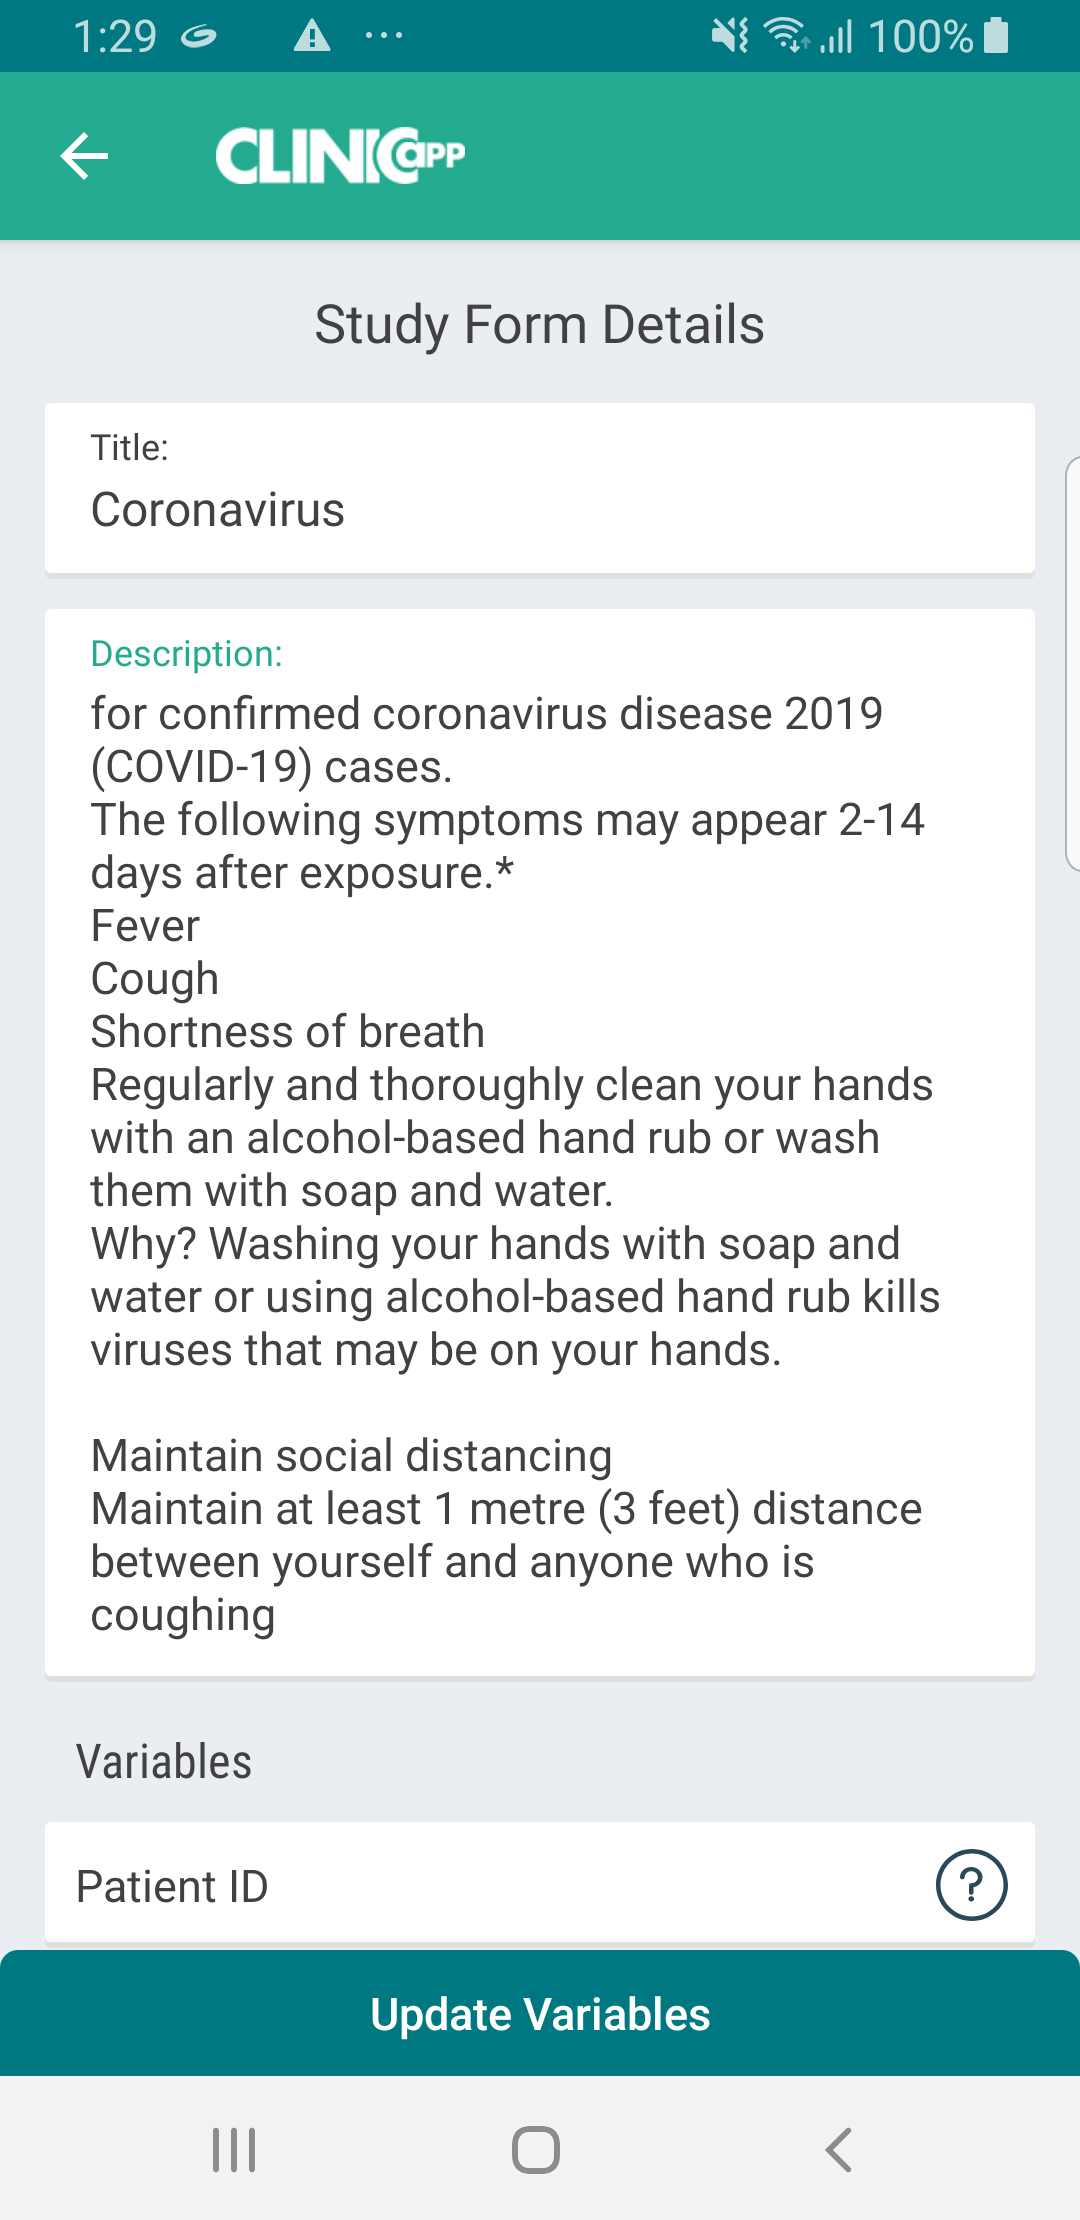 1:29 100%
CLINICapp
Study Form Details
Title:
Coronavirus
Description:
for confirmed coronavirus disease 2019
(COVID-19) cases.
The following symptoms may appear 2-14
days after exposure.*
Fever
Cough
Shortness of breath
Regularly and thoroughly clean your hands
with an alcohol-based hand rub or wash
them with soap and water.
Why? Washing your hands with soap and
water or using alcohol-based hand rub kills
viruses that may be on your hands.
Maintain social distancing
Maintain at least 1 metre (3 feet) distance
between yourself and anyone who is
coughing
Variables
Patient ID ?
Update Variables